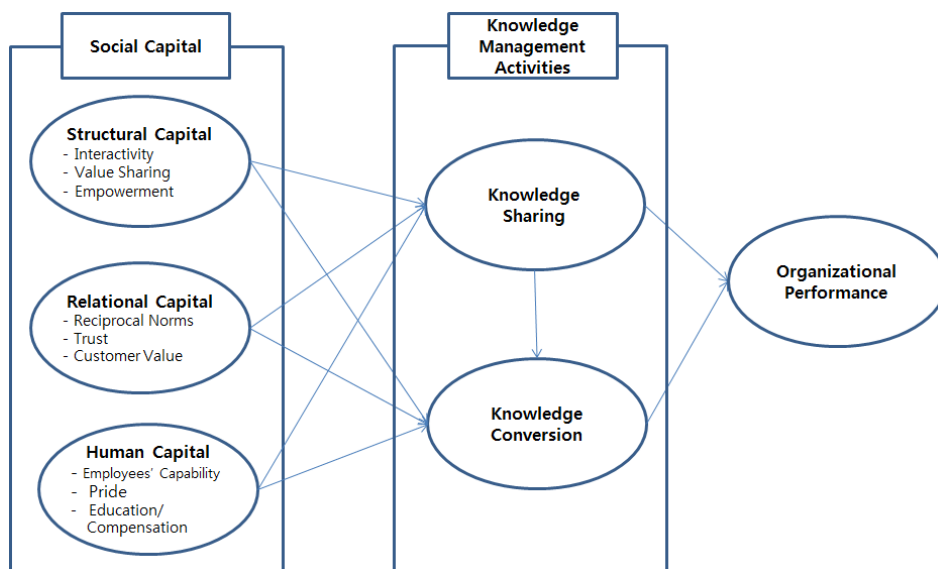 Social Capital
Structural Capital
- Interactivity
- Value Sharing
- Empowerment
Relational Capital
- Reciprocal Norms
- Trust
- Customer Value
Human Capital
- Employees' Capability
- Pride
- Education/
Compensation
Knowledge
Management
Activities
Knowledge
Sharing
Knowledge
Conversion
Organizational
Performance